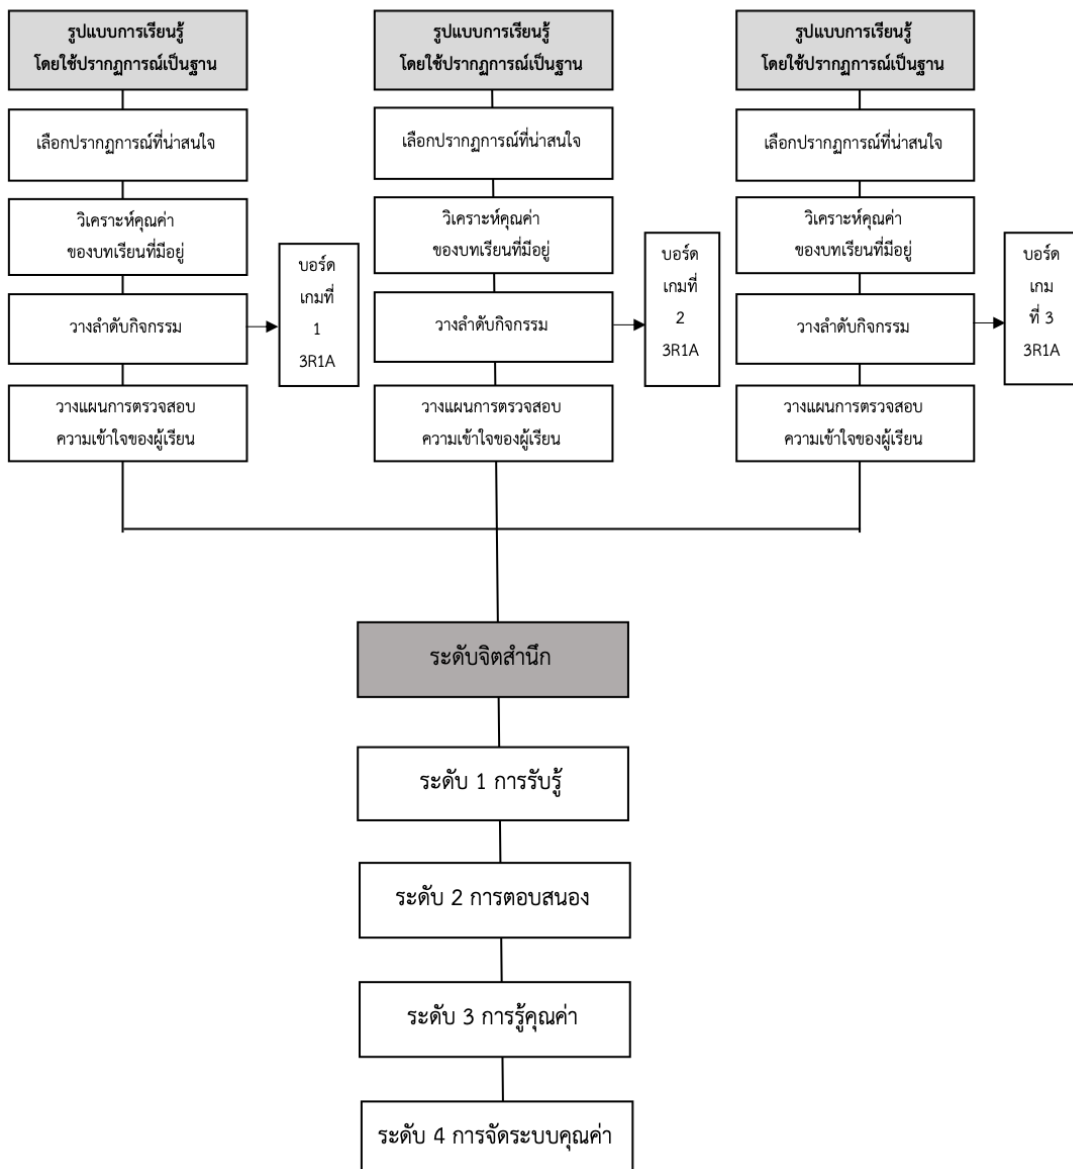 รูปแบบการเรียนรู้
โดยใช้ปรากฏการณ์เป็นฐาน
เลือกปรากฏการณ์ที่น่าสนใจ
วิเคราะห์คุณค่า
ของบทเรียนที่มีอยู่
วางลำดับกิจกรรม
บอร์ด
เกมที่
1
3R1A
วางแผนการตรวจสอบ
ความเข้าใจของผู้เรียน
รูปแบบการเรียนรู้
โดยใช้ปรากฏการณ์เป็นฐาน
เลือกปรากฏการณ์ที่น่าสนใจ
วิเคราะห์คุณค่า
ของบทเรียนที่มีอยู่
วางลำดับกิจกรรม
บอร์ด
เกมที่
2
3R1A
วางแผนการตรวจสอบ
ความเข้าใจของผู้เรียน
รูปแบบการเรียนรู้
โดยใช้ปรากฏการณ์เป็นฐาน
เลือกปรากฏการณ์ที่น่าสนใจ
วิเคราะห์คุณค่า
ของบทเรียนที่มีอยู่
วางลำดับกิจกรรม
บอร์ด
เกม
ที่ 3
3R1A
วางแผนการตรวจสอบ
ความเข้าใจของผู้เรียน
ระดับจิตสำนึก
ระดับ 1 การรับรู้
ระดับ 2 การตอบสนอง
ระดับ 3 การรู้คุณค่า
ระดับ 4 การจัดระบบคุณค่า